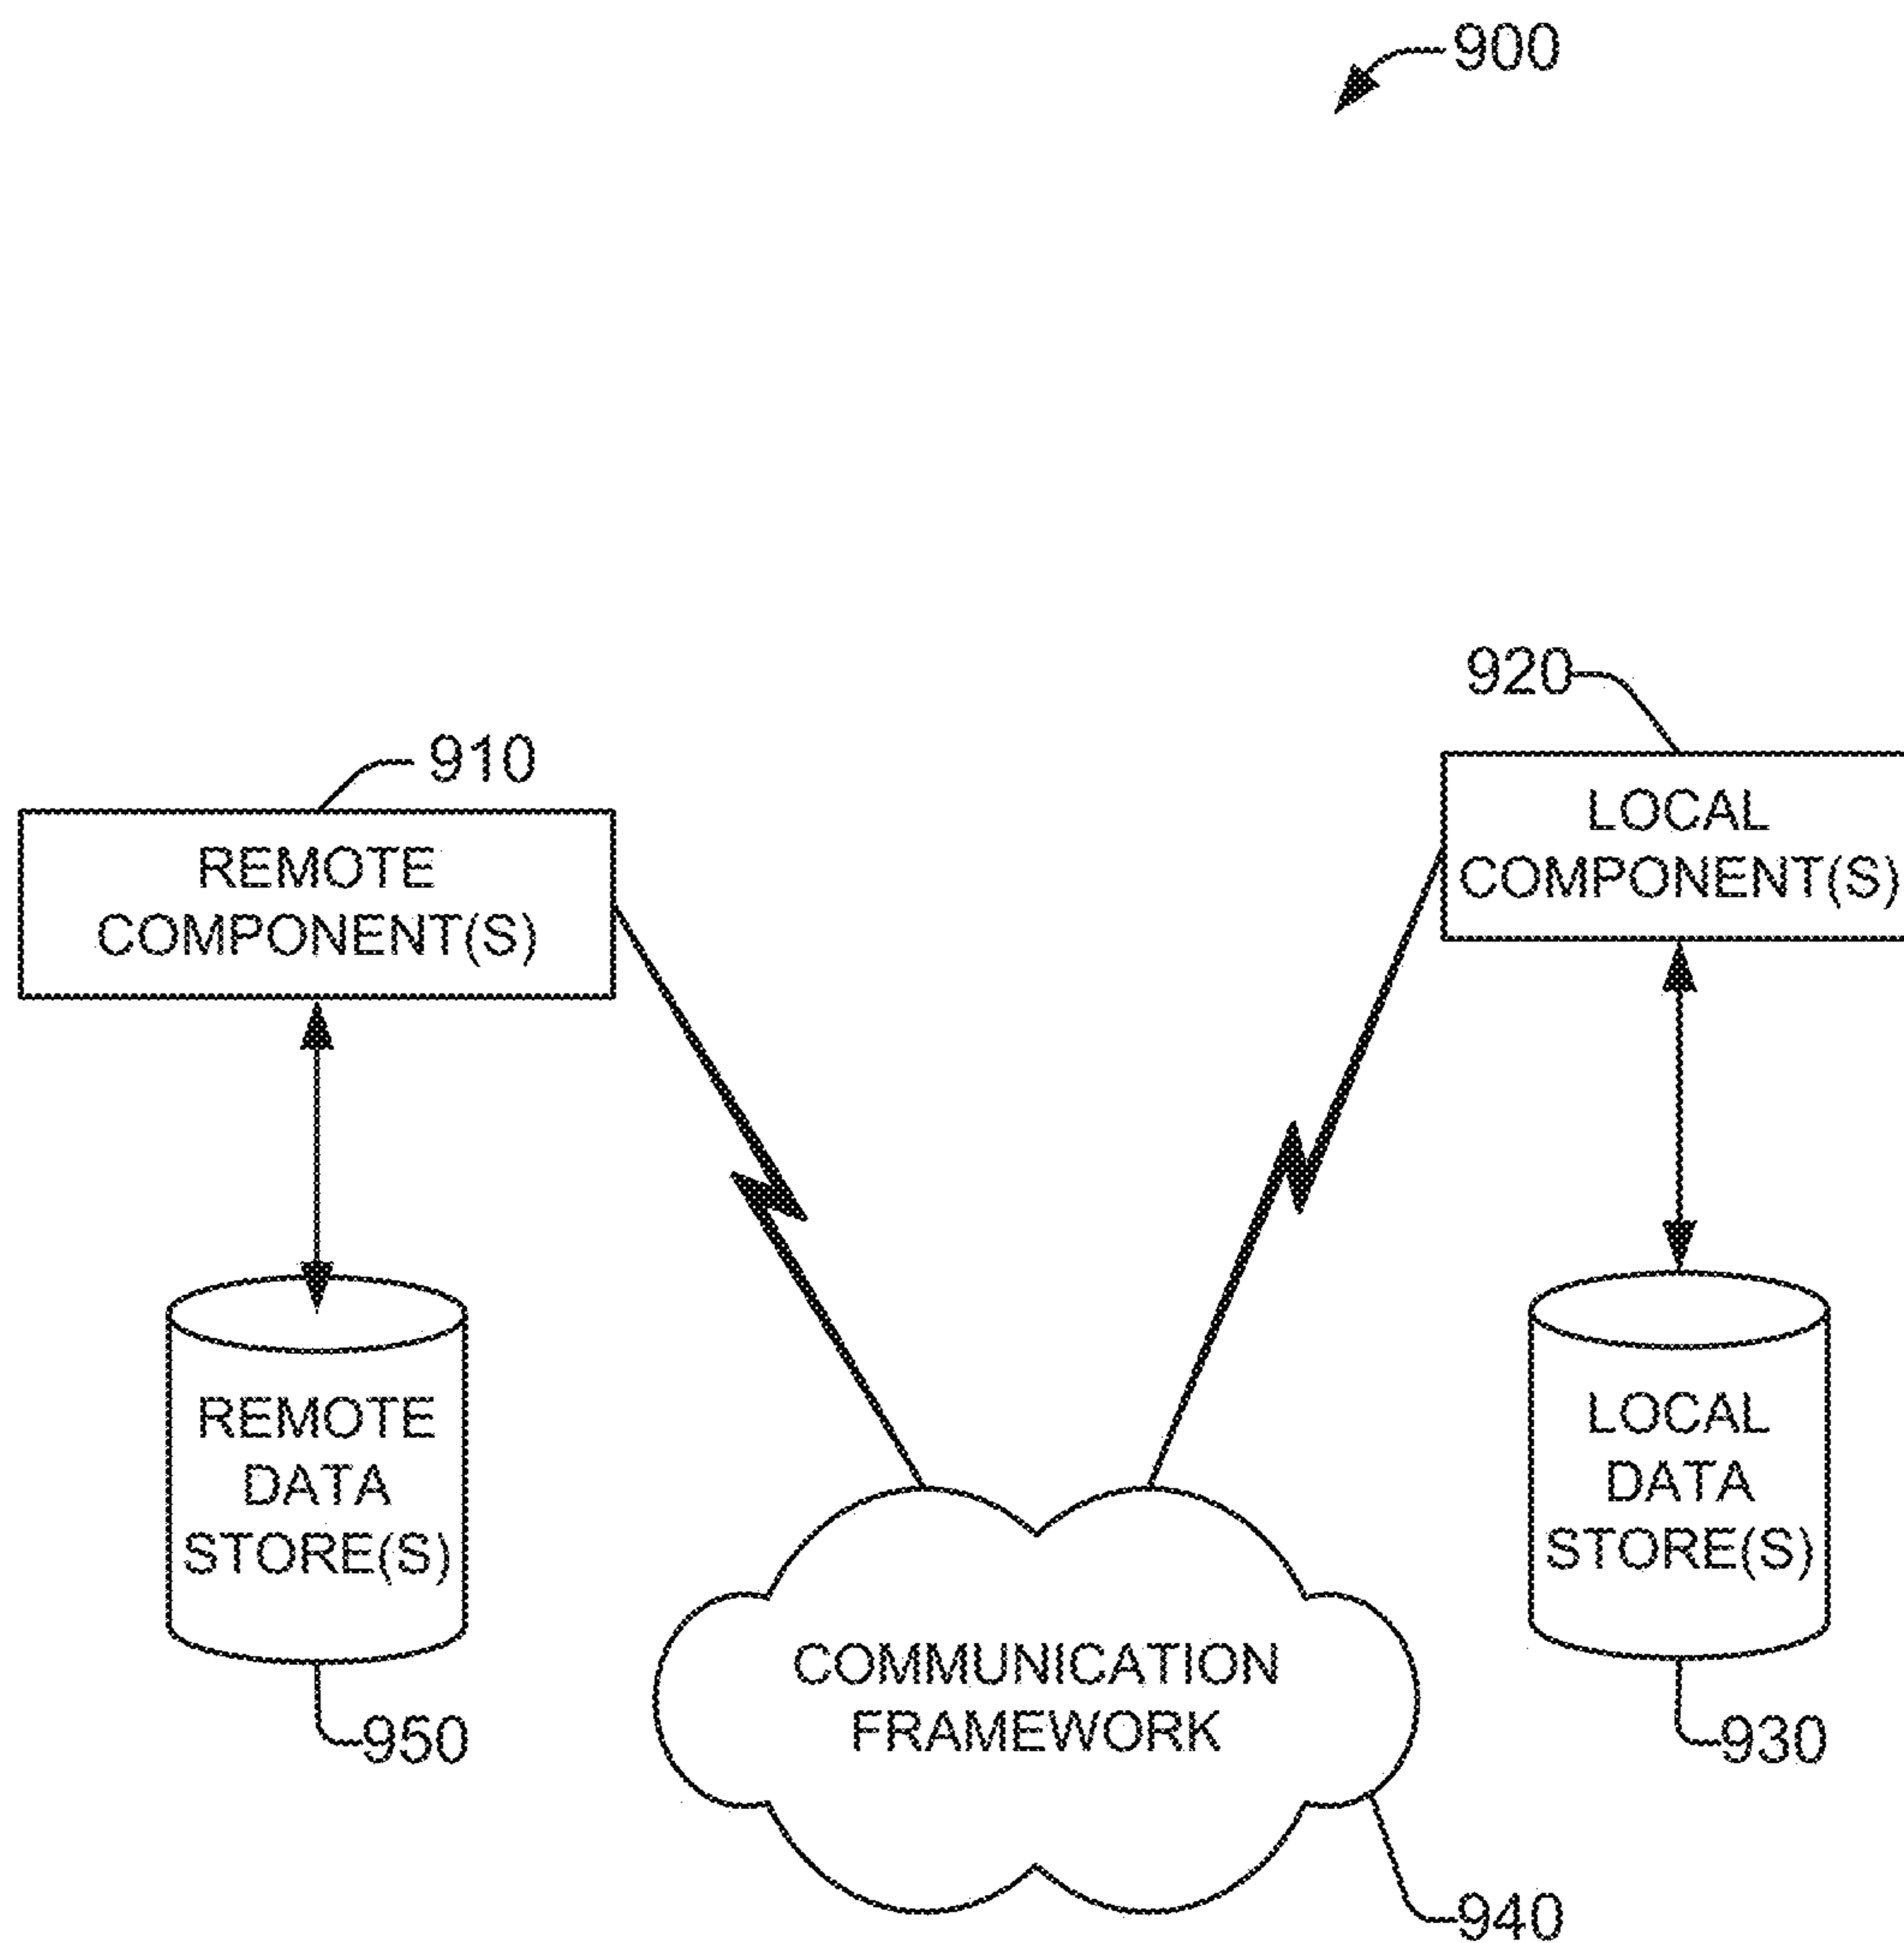 900
920
910
LOCAL
COMPONENT(S)
REMOTE
COMPONENT(S)
REMOTE
DATA
STORE(S)
LOCAL
DATA
STORE(S)
COMMUNICATION
FRAMEWORK
950
930
940